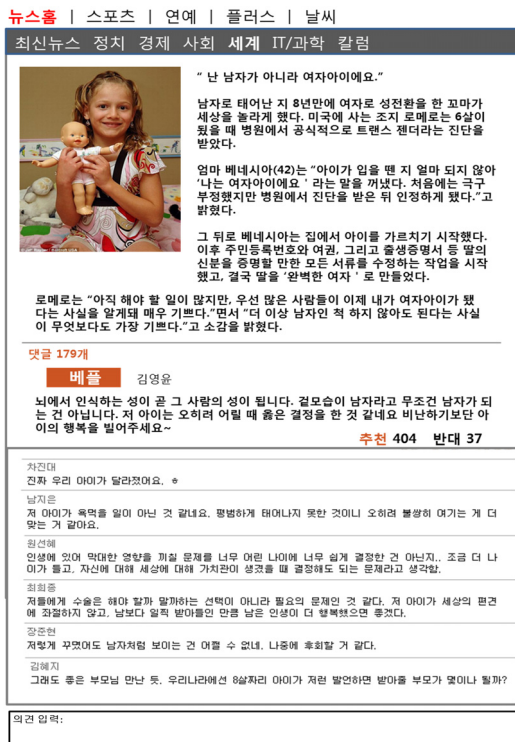 뉴스홈 | 스포츠 | 연예 | 플러스 | 날씨
최신뉴스 정치 경제 사회 세계 IT/과학 칼럼
" 난 남자가 아니라 여자아이에요."
남자로 태어난 지 8년만에 여자로 성전환을 한 꼬마가
세상을 놀라게 했다. 미국에 사는 조지 로메로는 6살이
됬을 때 병원에서 공식적으로 트랜스 젠더라는 진단을
받았다.
엄마 베네시아(42)는 "아이가 입을 뗀 지 얼마 되지 않아
'나는 여자아이에요 ' 라는 말을 꺼냈다. 처음에는 극구
부정했지만 병원에서 진단을 받은 뒤 인정하게 됐다."고
밝혔다.
그 뒤로 베네시아는 집에서 아이를 가르치기 시작했다.
이후 주민등록번호와 여권, 그리고 출생증명서 등 딸의
신분을 증명할 만한 모든 서류를 수정하는 작업을 시작
했고, 결국 딸을 '완벽한 여자 ' 로 만들었다.
로메로는 "아직 해야 할 일이 많지만, 우선 많은 사람들이 이제 내가 여자아이가 됐
다는 사실을 알게돼 매우 기쁘다."면서 "더 이상 남자인 척 하지 않아도 된다는 사실
이 무엇보다도 가장 기쁘다."고 소감을 밝혔다.
댓글 179개
베플 김영윤
뇌에서 인식하는 성이 곧 그 사람의 성이 됩니다. 겉모습이 남자라고 무조건 남자가 되
는 건 아닙니다. 저 아이는 오히려 어릴 때 옳은 결정을 한 것 같네요 비난하기보단 아
이의 행복을 빌어주세요~
추천 404 반대 37
차진대
진짜 우리 아이가 달라졌어요. ㅎ
남지은
저 아이가 욕먹을 일이 아닌 것 같네요. 평범하게 태어나지 못한 것이니 오히려 불쌍히 여기는 게 더
맞는 거 같아요.
원선혜
인생에 있어 막대한 영향을 끼칠 문제를 너무 어린 나이에 너무 쉽게 결정한 건 아닌지.. 조금 더 나
이가 들고, 자신에 대해 세상에 대해 가치관이 생겼을 때 결정해도 되는 문제라고 생각함.
최희종
저들에게 수술은 해야 할까 말까하는 선택이 아니라 필요의 문제인 것 같다. 저 아이가 세상의 편견
에 좌절하지 않고, 남보다 일찍 받아들인 만큼 남은 인생이 더 행복했으면 좋겠다.
장준현
저렇게 꾸몄어도 남자처럼 보이는 건 어쩔 수 없네. 나중에 후회할 거 같다.
김혜지
그래도 좋은 부모님 만난 듯. 우리나라에선 8살짜리 아이가 저런 발언하면 받아줄 부모가 몇이나 될까?
의견 입력: